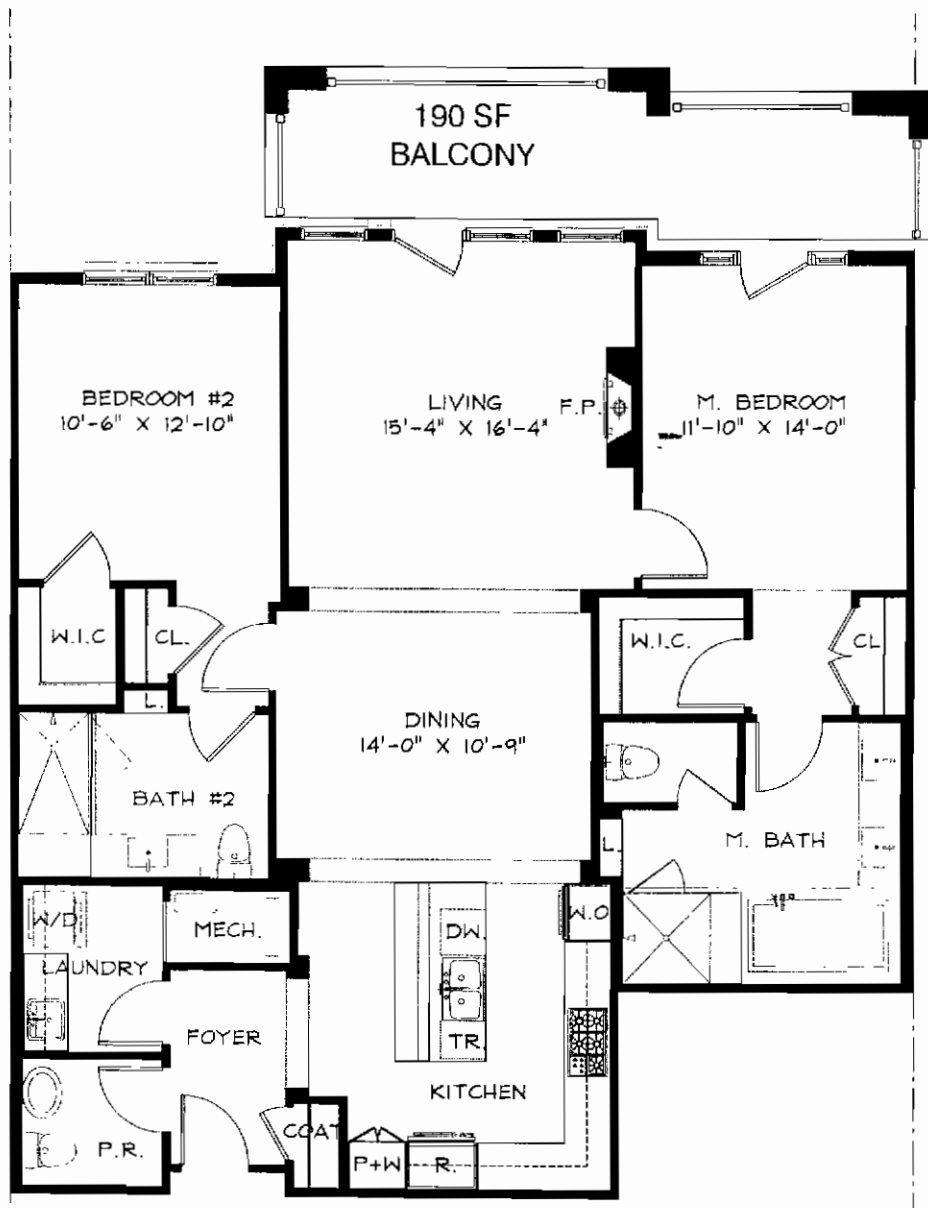 190 SF
BALCONY
BEDROOM #2
10'-6" X 12'-10"
LIVING
15'-4" X 16'-4"
F.P.
M. BEDROOM
11'-10" X 14'-0"
W.I.C
CL.
L.
W.I.C.
CL
DINING
14'-0" X 10'-9"
BATH #2
L.
M. BATH
W/D
LAUNDRY
MECH.
DW.
W.O
FOYER
TR.
KITCHEN
P.R.
COAT
P+W
R.